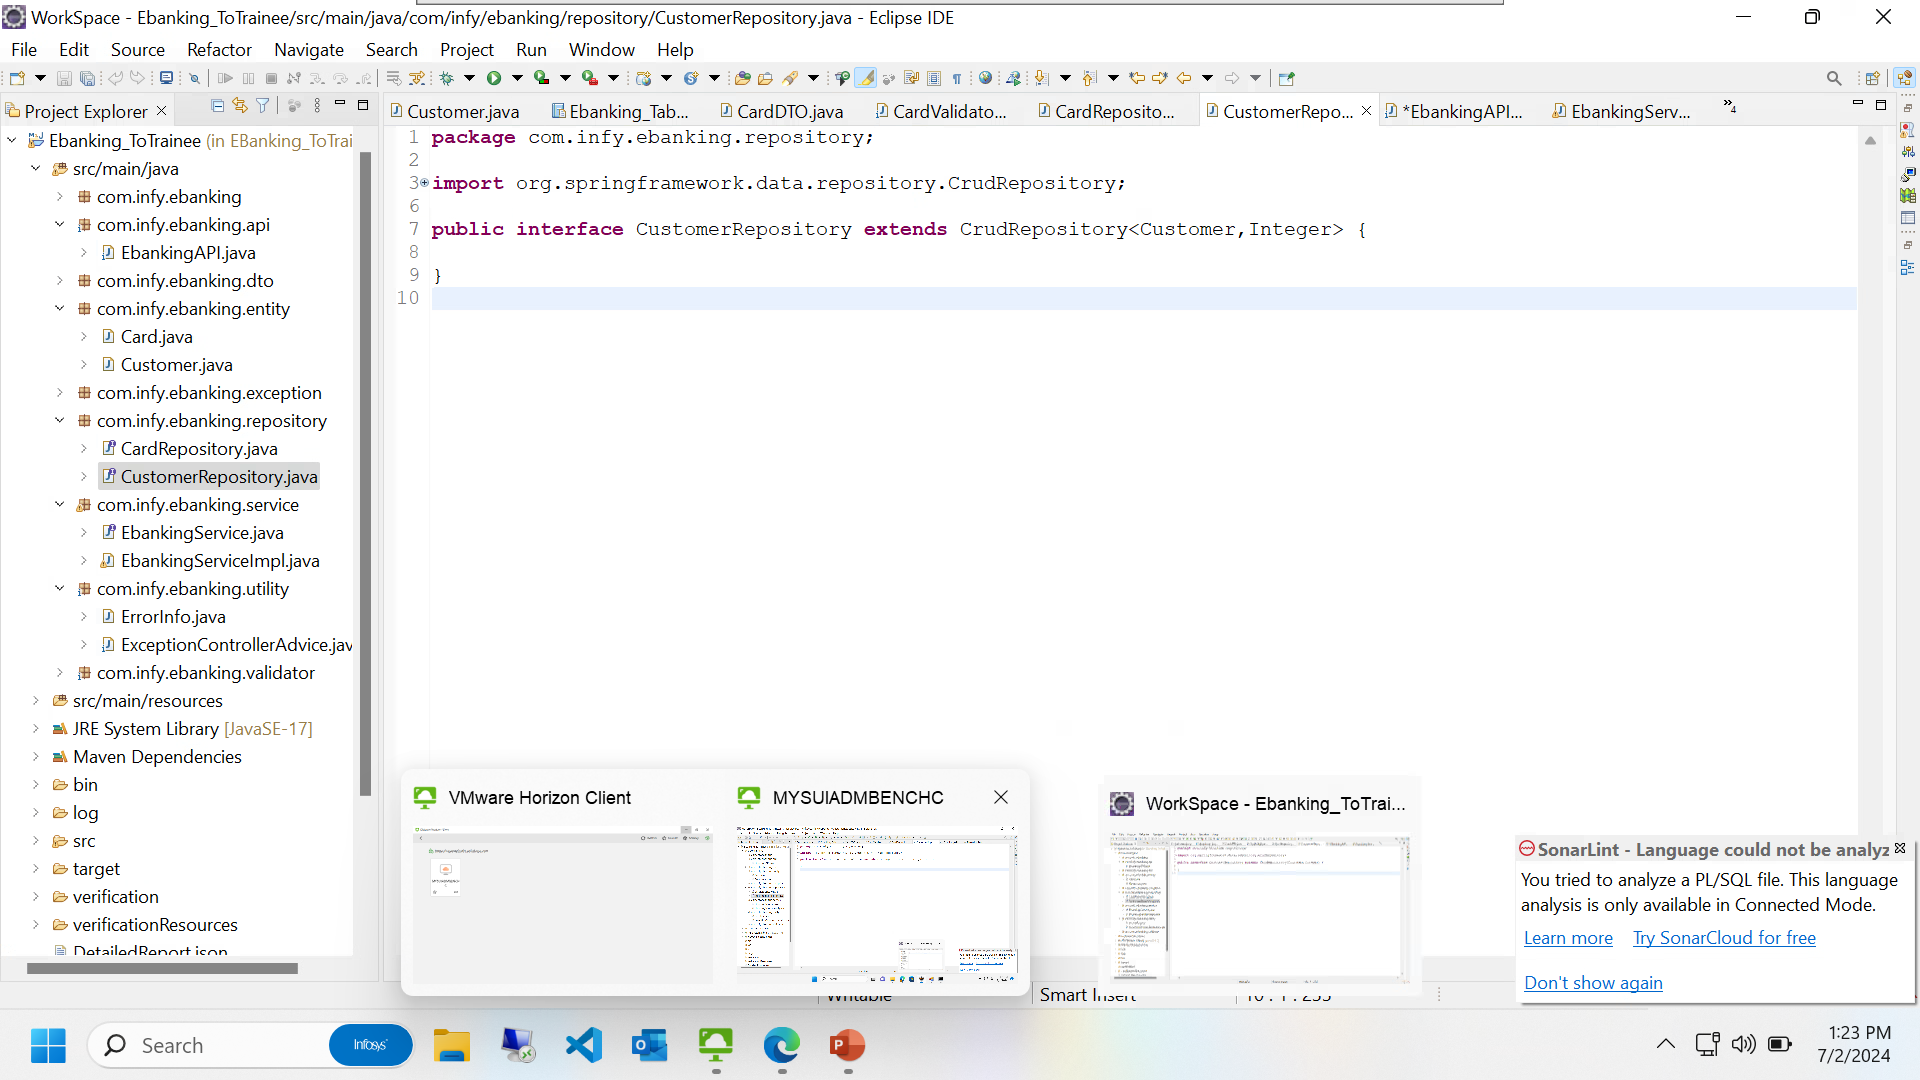 WorkSpace - Ebanking_ToTrainee/src/main/java/com/infy/ebanking/repository/CustomerRepository.java - Eclipse IDE
File Edit Source Refactor Navigate Search Project Run Window Help
Project Explorer
Customer.java Ebanking_Tab... CardDTO.java CardValidato... CardReposito... CustomerRepo... *EbankingAPI... EbankingServ... »4
Ebanking_ToTrainee (in EBanking_ToTrai
src/main/java
com.infy.ebanking
com.infy.ebanking.api
EbankingAPI.java
com.infy.ebanking.dto
com.infy.ebanking.entity
Card.java
Customer.java
com.infy.ebanking.exception
com.infy.ebanking.repository
CardRepository.java
CustomerRepository.java
com.infy.ebanking.service
EbankingService.java
EbankingServiceImpl.java
com.infy.ebanking.utility
ErrorInfo.java
ExceptionControllerAdvice.jav
com.infy.ebanking.validator
src/main/resources
JRE System Library [JavaSE-17]
Maven Dependencies
bin
log
src
target
verification
verificationResources
DetailedReport.json
1 package com.infy.ebanking.repository;
2
3 import org.springframework.data.repository.CrudRepository;
6
7 public interface CustomerRepository extends CrudRepository<Customer,Integer> {
8
9 }
10
VMware Horizon Client
MYSUIADMBENCHC
WorkSpace - Ebanking_ToTrai...
SonarLint - Language could not be analyz
You tried to analyze a PL/SQL file. This language
analysis is only available in Connected Mode.
Learn more Try SonarCloud for free
Don't show again
Writable Smart Insert 10 : 1 : 255
Search Infosys
1:23 PM
7/2/2024